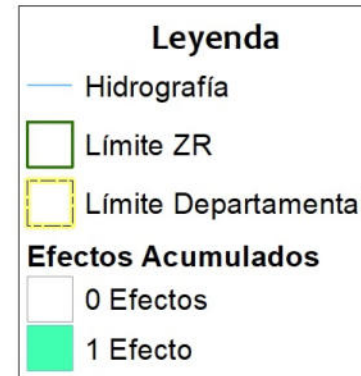 Leyenda
Hidrografía
Límite ZR
Límite Departamenta
Efectos Acumulados
0 Efectos
1 Efecto